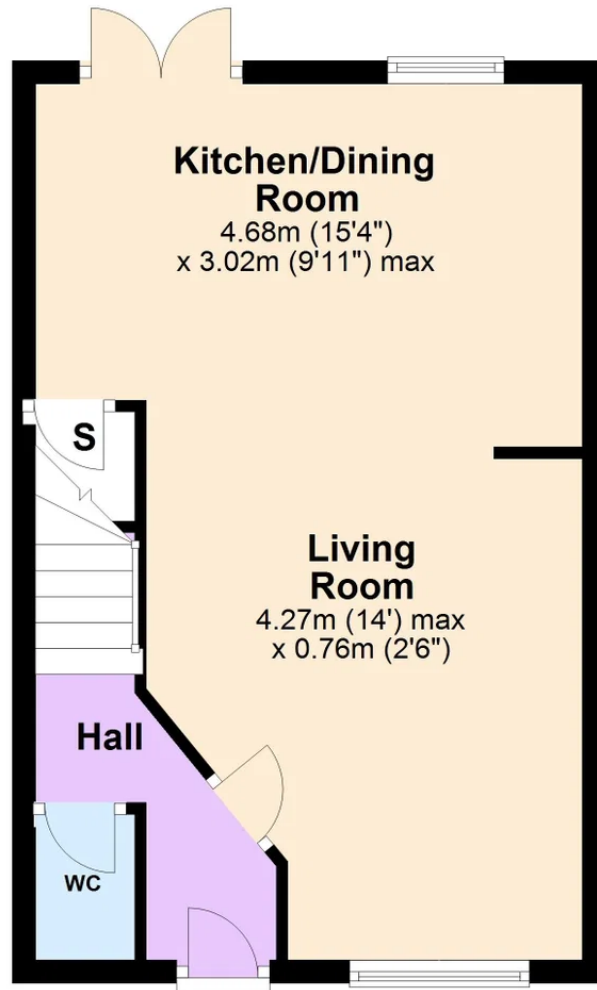 Kitchen/Dining
Room
4.68m (15'4")
x 3.02m (9'11") max
S
Living
Room
4.27m (14') max
x 0.76m (2'6")
Hall
WC